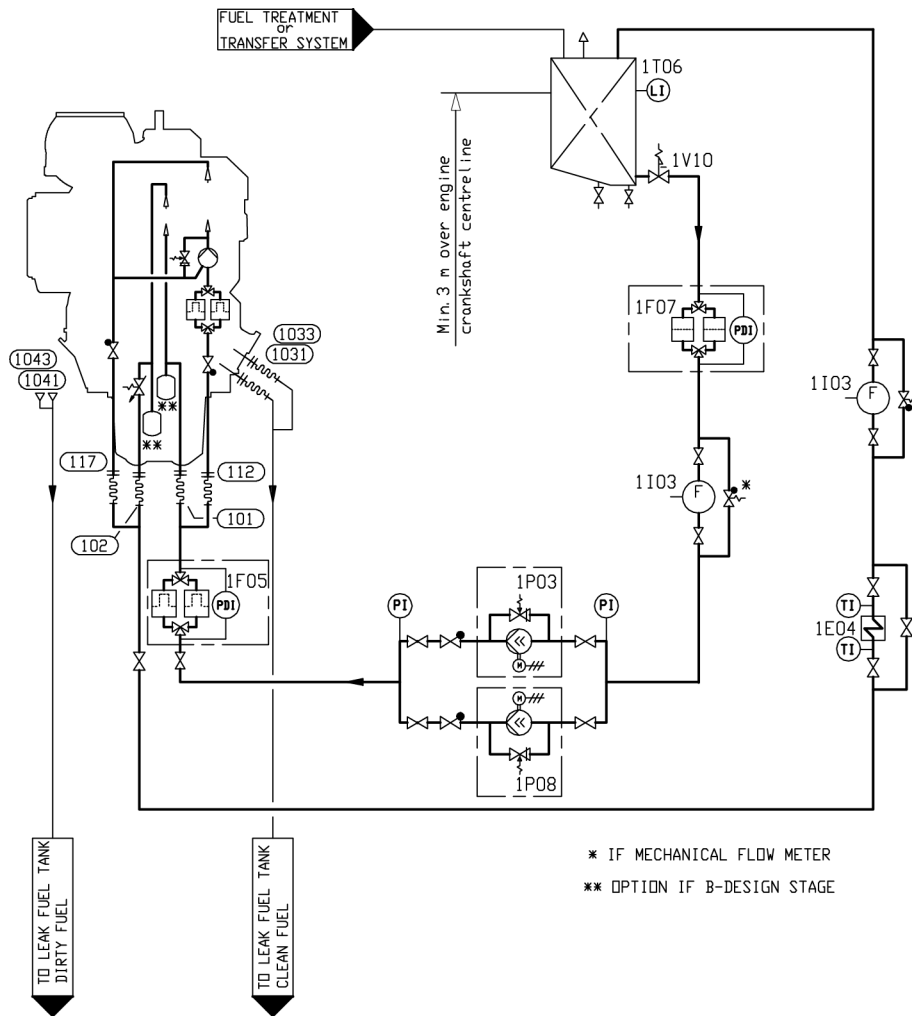 FUEL TREATMENT
or
TRANSFER SYSTEM
1T06
LI
1V10
Min. 3 m over engine
crankshaft centreline
1F07
PDI
1033
1031
1043
1041
1I03
F
**
**
1I03
F
*
117
112
101
102
1F05
PDI
PI
1P03
M
PI
TI
1E04
TI
M
1P08
* IF MECHANICAL FLOW METER
** OPTION IF B-DESIGN STAGE
TO LEAK FUEL TANK
DIRTY FUEL
TO LEAK FUEL TANK
CLEAN FUEL